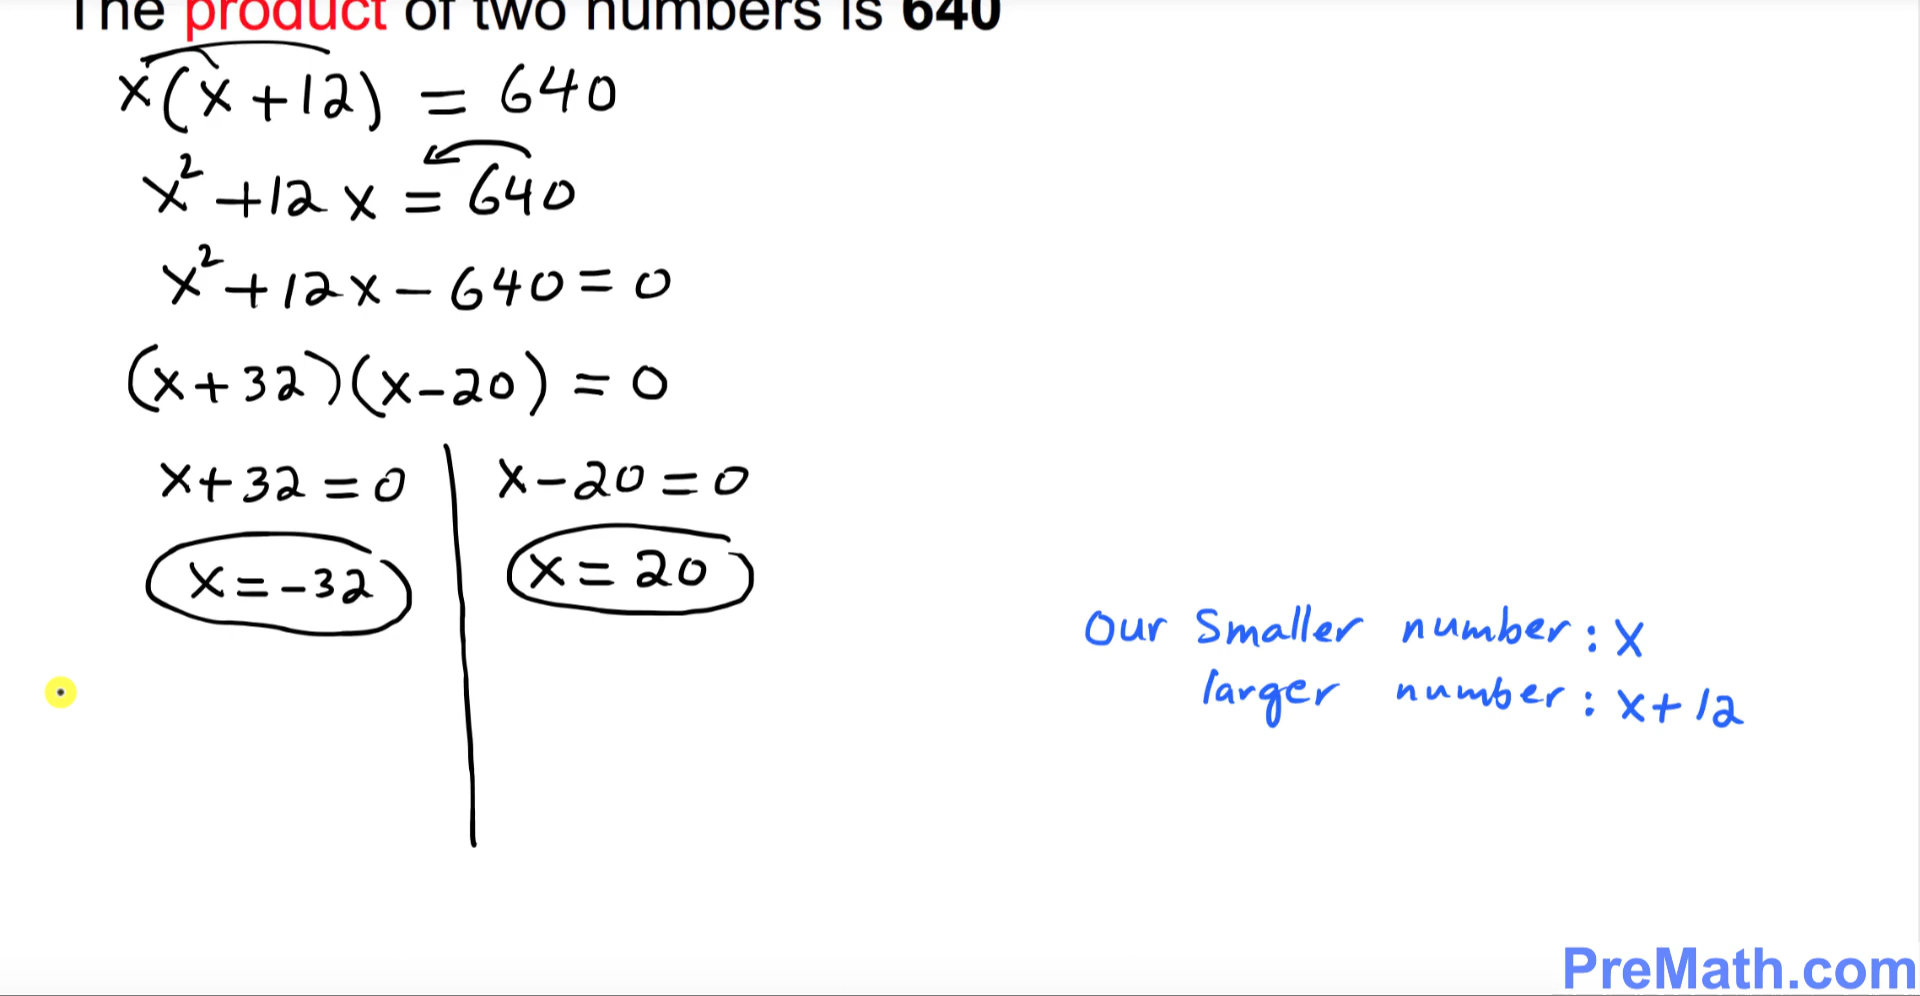 The product of two numbers is 640
x(x+12) = 640
x²+12x = 640
x²+12x-640=0
(x+32)(x-20)=0
x+32=0
x=-32
x-20=0
x=20
Our Smaller number: x
larger number: x+12
PreMath.com